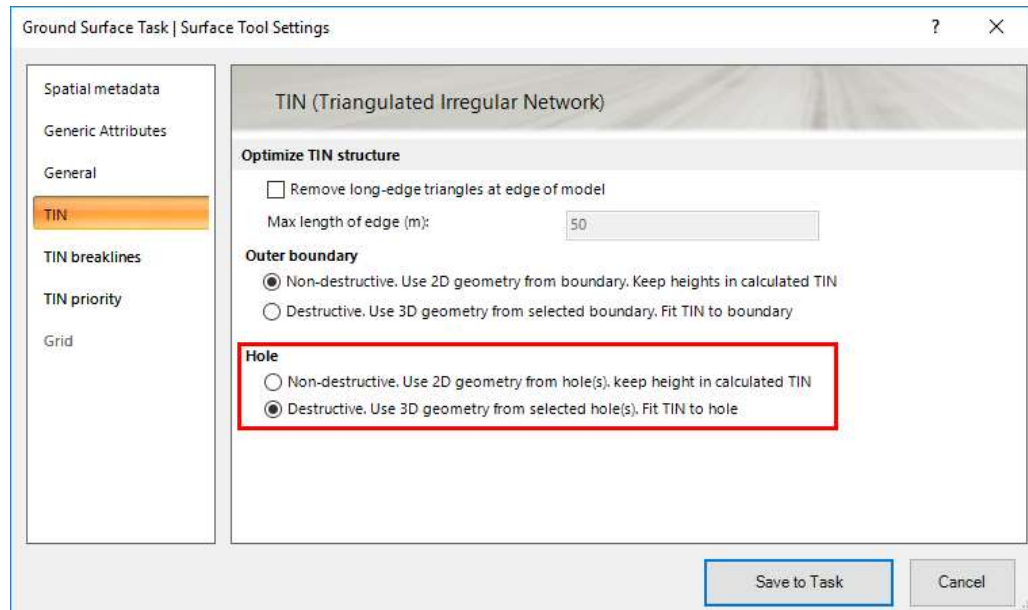 Ground Surface Task | Surface Tool Settings
?
Spatial metadata
Generic Attributes
General
TIN
TIN breaklines
TIN priority
Grid
TIN (Triangulated Irregular Network)
Optimize TIN structure
Remove long-edge triangles at edge of model
Max length of edge (m): 50
Outer boundary
Non-destructive. Use 2D geometry from boundary. Keep heights in calculated TIN
Destructive. Use 3D geometry from selected boundary. Fit TIN to boundary
Hole
Non-destructive. Use 2D geometry from hole(s). keep height in calculated TIN
Destructive. Use 3D geometry from selected hole(s). Fit TIN to hole
Save to Task
Cancel